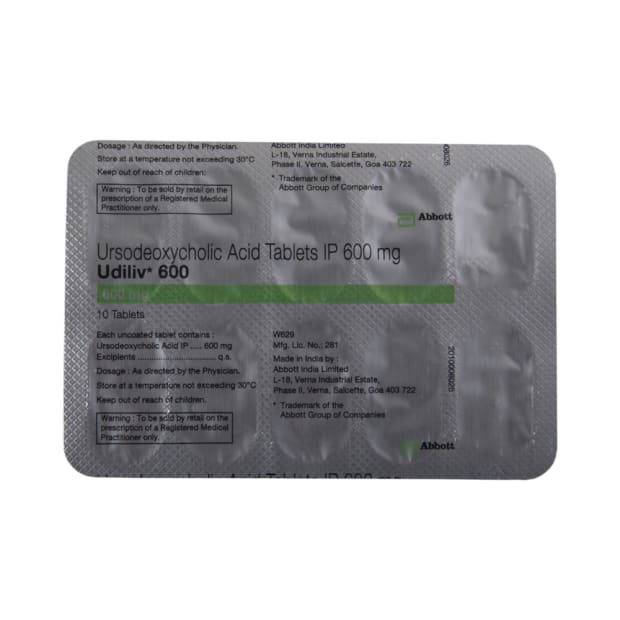 Dosage : As directed by the Physician.
Store at a temperature not exceeding 30°C
Keep out of reach of children.
Warning : To be sold by retail on the
prescription of a Registered Medical
Practitioner only.
Abbott India Limited
L-18, Verna Industrial Estate,
Phase II, Verna, Salcette, Goa 403 722
* Trademark of the
Abbott Group of Companies
Abbott
Ursodeoxycholic Acid Tablets IP 600 mg
Udiliv* 600
600 mg
10 Tablets
Each uncoated tablet contains :
Ursodeoxycholic Acid IP ..... 600 mg
Excipients ................................ q.s.
Dosage : As directed by the Physician.
Store at a temperature not exceeding 30°C
Keep out of reach of children.
Warning : To be sold by retail on the
prescription of a Registered Medical
Practitioner only.
W629
Mfg. Lic. No.: 281
Made in India by :
Abbott India Limited
L-18, Verna Industrial Estate,
Phase II, Verna, Salcette, Goa 403 722
* Trademark of the
Abbott Group of Companies
Abbott